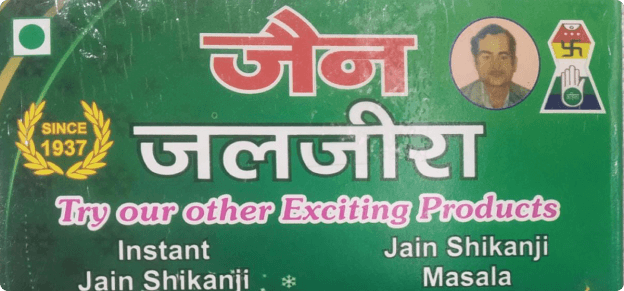 जैन
SINCE
1937
जलजीरा
Try our other Exciting Products
Instant
Jain Shikanji
Jain Shikanji
Masala